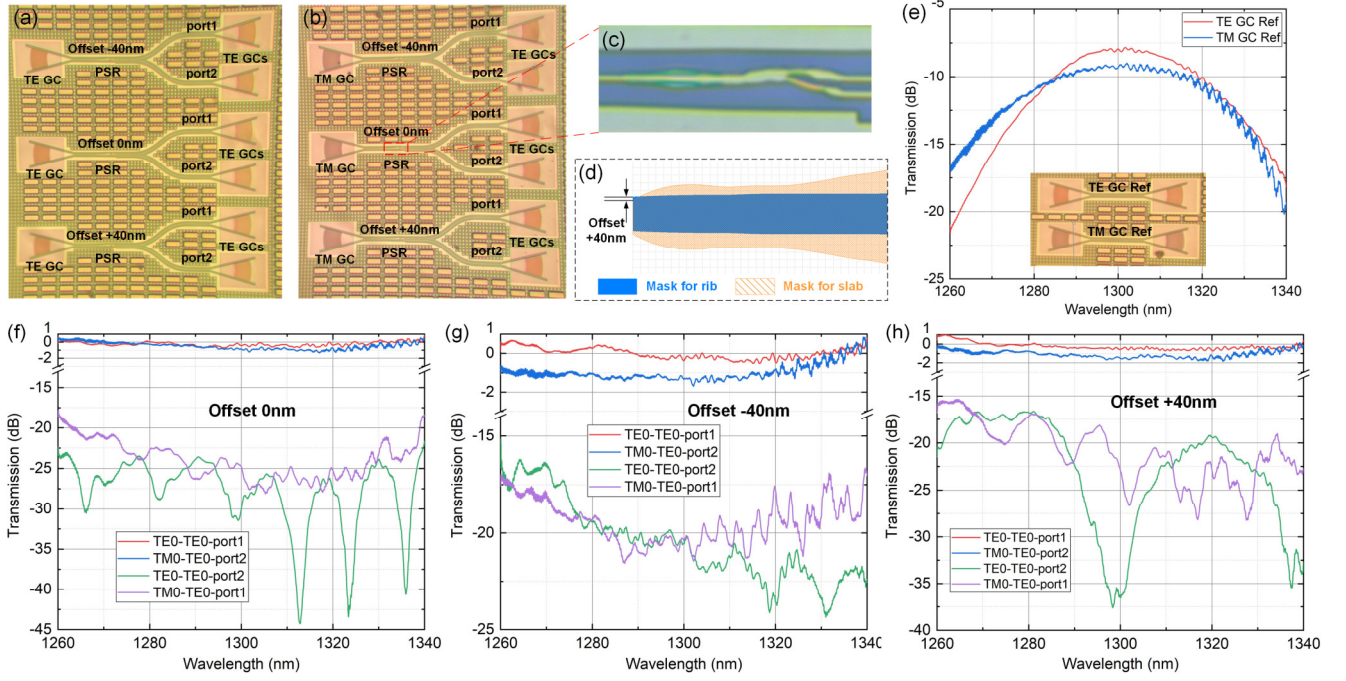 (a)
port1
Offset -40nm
TE GCs
TE GC
PSR
port2
port1
Offset 0nm
TE GCs
TE GC
PSR
port2
port1
Offset +40nm
TE GCs
TE GC
PSR
port2
(b)
port1
Offset -40nm
TE GCs
TM GC
PSR
port2
port1
Offset 0nm
TE GCs
TM GC
PSR
port2
port1
Offset +40nm
TE GCs
TM GC
PSR
port2
(c)
(d)
Offset
+40nm
Mask for rib
Mask for slab
(e)
TE GC Ref
TM GC Ref
Transmission (dB)
-5
-10
-15
-20
-25
TE GC Ref
TM GC Ref
1260
1280
1300
1320
1340
Wavelength (nm)
(f)
Transmission (dB)
1
0
-2
-15
-20
-25
-30
-35
-40
-45
Offset 0nm
TE0-TE0-port1
TM0-TE0-port2
TE0-TE0-port2
TM0-TE0-port1
1260
1280
1300
1320
1340
Wavelength (nm)
(g)
Transmission (dB)
1
0
-2
-15
-20
-25
Offset -40nm
TE0-TE0-port1
TM0-TE0-port2
TE0-TE0-port2
TM0-TE0-port1
1260
1280
1300
1320
1340
Wavelength (nm)
(h)
Transmission (dB)
1
0
-2
-15
-20
-25
-30
-35
-40
Offset +40nm
TE0-TE0-port1
TM0-TE0-port2
TE0-TE0-port2
TM0-TE0-port1
1260
1280
1300
1320
1340
Wavelength (nm)